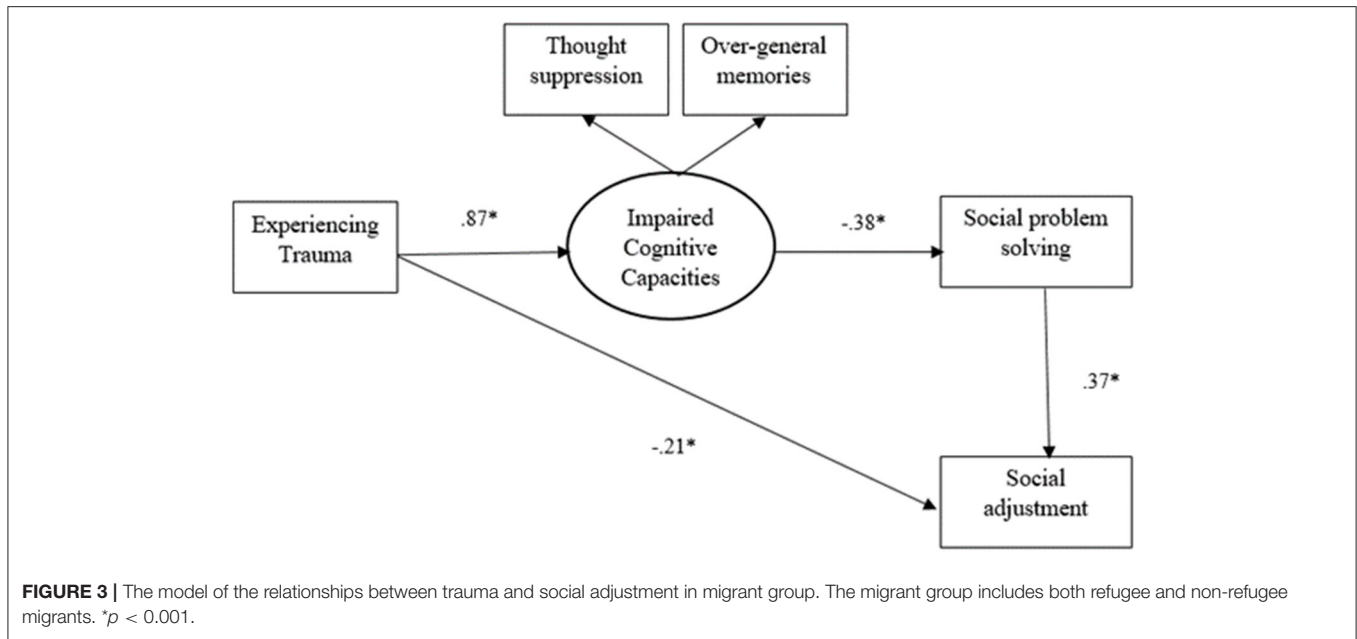 Thought
suppression
Over-general
memories
Experiencing
Trauma
.87*
Impaired
Cognitive
Capacities
-.38*
Social problem
solving
.37*
-.21*
Social
adjustment
FIGURE 3 | The model of the relationships between trauma and social adjustment in migrant group. The migrant group includes both refugee and non-refugee
migrants. *p < 0.001.